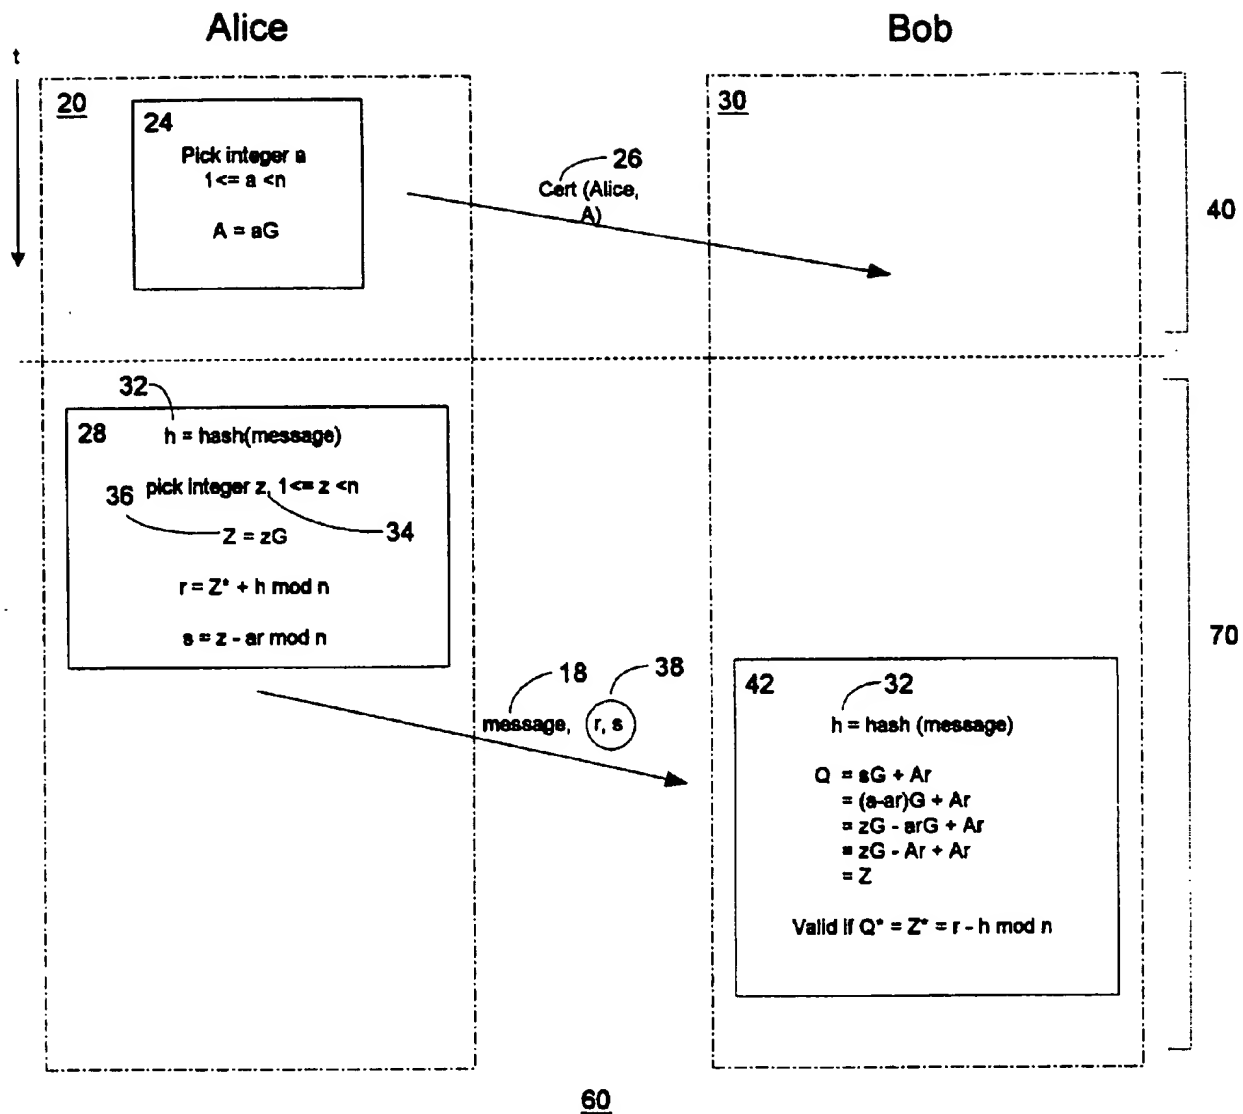 Alice
Bob
t
20
24
Pick integer a
1<= a <n
A = aG
26
Cert (Alice,
A)
30
40
32
28
h = hash(message)
pick integer z, 1<= z <n
36
34
Z = zG
r = Z* + h mod n
s = z - ar mod n
18
38
message,
r, s
70
42
32
h = hash (message)
Q = sG + Ar
= (s-ar)G + Ar
= zG - arG + Ar
= zG - Ar + Ar
= Z
Valid if Q* = Z* = r - h mod n
60